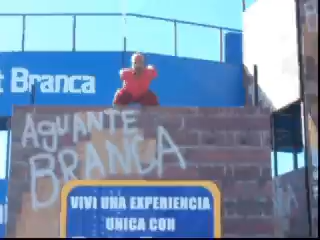 Branca
AGUANTE
BRANCA
VIVI UNA EXPERIENCIA
UNICA CON